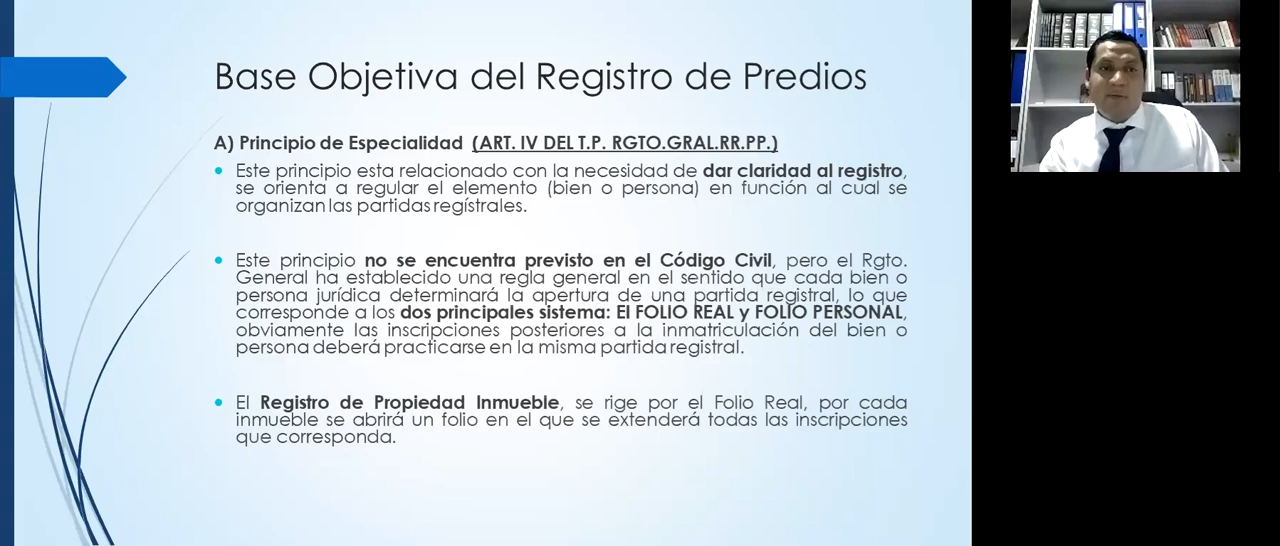 Base Objetiva del Registro de Predios
A) Principio de Especialidad (ART. IV DEL T.P. RGTO.GRAL.RR.PP.)
Este principio esta relacionado con la necesidad de dar claridad al registro,
se orienta a regular el elemento (bien o persona) en función al cual se
organizan las partidas regístrales.
Este principio no se encuentra previsto en el Código Civil, pero el Rgto.
General ha establecido una regla general en el sentido que cada bien o
persona jurídica determinará la apertura de una partida registral, lo que
corresponde a los dos principales sistema: El FOLIO REAL y FOLIO PERSONAL,
obviamente las inscripciones posteriores a la inmatriculación del bien o
persona deberá practicarse en la misma partida registral.
El Registro de Propiedad Inmueble, se rige por el Folio Real, por cada
inmueble se abrirá un folio en el que se extenderá todas las inscripciones
que corresponda.